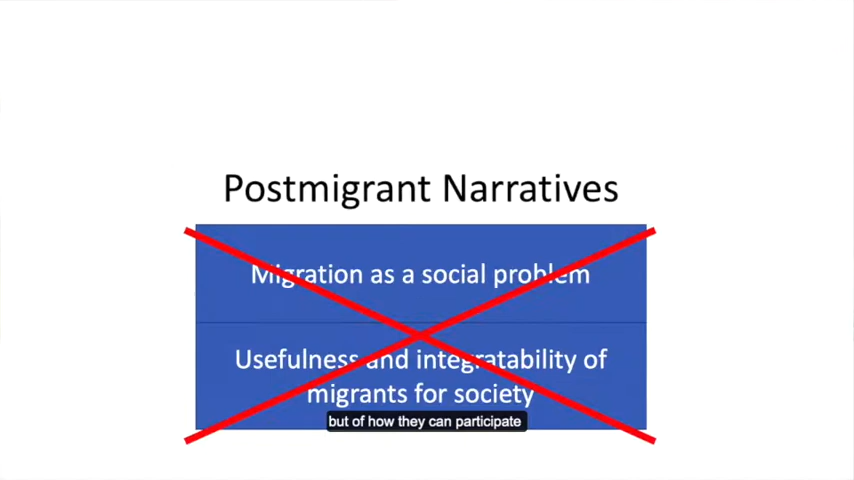 Postmigrant Narratives
Migration as a social problem
Usefulness and integratability of
migrants for society
but of how they can participate